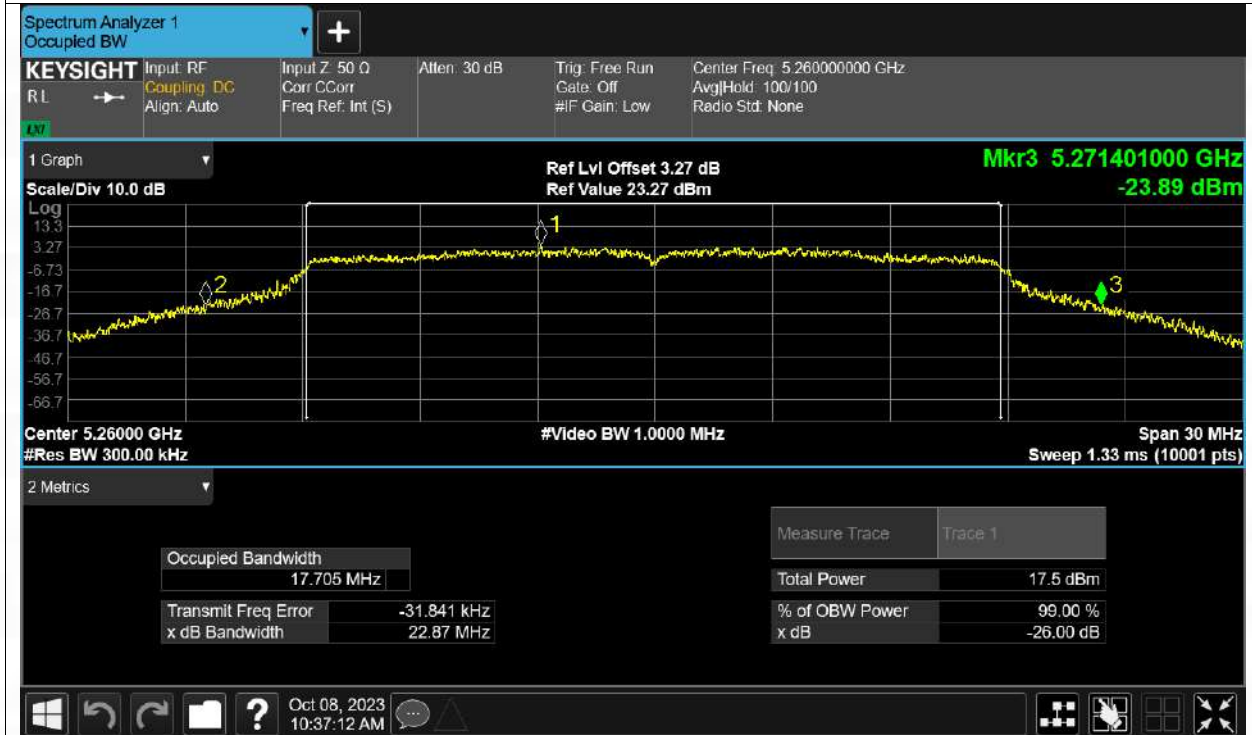 Spectrum Analyzer 1
Occupied BW
+
KEYSIGHT Input: RF Input Z: 50 Ω Atten: 30 dB Trig: Free Run Center Freq: 5.260000000 GHz
RL Coupling: DC Corr CCorr Gate: Off Avg|Hold: 100/100
Align: Auto Freq Ref: Int (S) #IF Gain: Low Radio Std: None
LXI
1 Graph Ref Lvl Offset 3.27 dB Mkr3 5.271401000 GHz
Scale/Div 10.0 dB Ref Value 23.27 dBm -23.89 dBm
Log
13.3
3.27
-6.73
-16.7
-26.7
-36.7
-46.7
-56.7
-66.7
1
2
3
Center 5.26000 GHz #Video BW 1.0000 MHz Span 30 MHz
#Res BW 300.00 kHz Sweep 1.33 ms (10001 pts)
2 Metrics
Measure Trace Trace 1
Occupied Bandwidth
17.705 MHz Total Power 17.5 dBm
Transmit Freq Error -31.841 kHz % of OBW Power 99.00 %
x dB Bandwidth 22.87 MHz x dB -26.00 dB
? Oct 08, 2023
10:37:12 AM